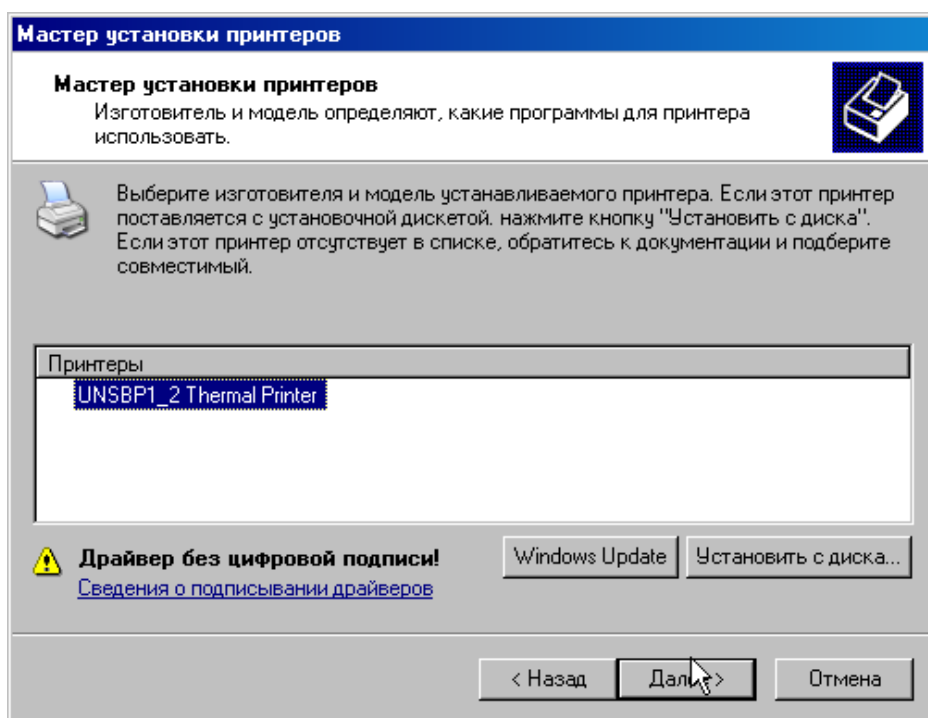 Мастер установки принтеров
Мастер установки принтеров
Изготовитель и модель определяют, какие программы для принтера
использовать.
Выберите изготовителя и модель устанавливаемого принтера. Если этот принтер
поставляется с установочной дискетой, нажмите кнопку "Установить с диска".
Если этот принтер отсутствует в списке, обратитесь к документации и подберите
совместимый.
Принтеры
UNSBP1_2 Thermal Printer
Драйвер без цифровой подписи!
Сведения о подписывании драйверов
Windows Update
Установить с диска...
< Назад
Далее >
Отмена